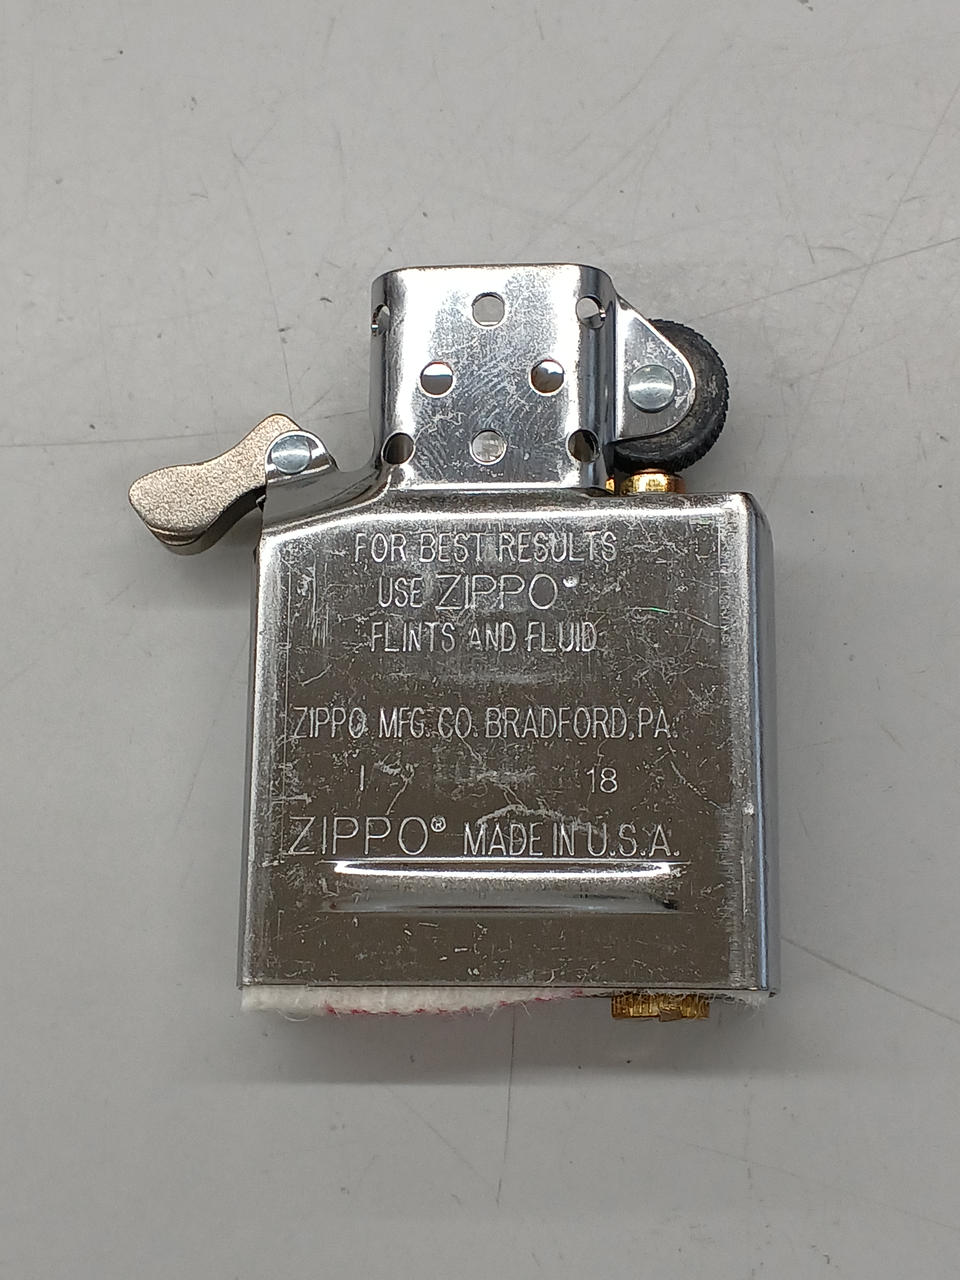 FOR BEST RESULTS
USE ZIPPO®
FLINTS AND FLUID
ZIPPO MFG. CO. BRADFORD, PA.
I 18
ZIPPO® MADE IN U.S.A.